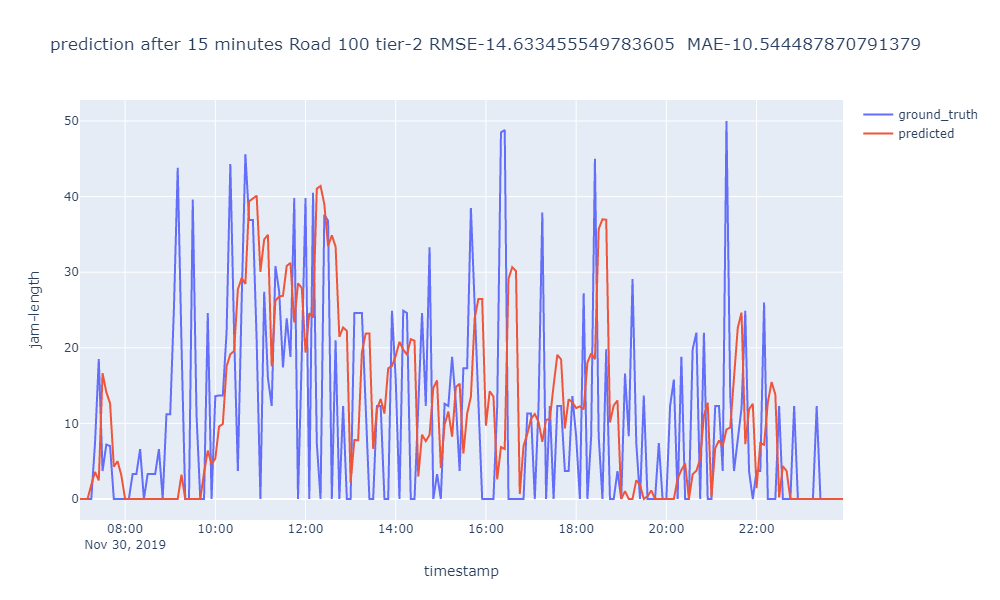 prediction after 15 minutes Road 100 tier-2 RMSE-14.633455549783605  MAE-10.544487870791379
ground_truth
predicted
50
40
30
20
10
0
jam-length
08:00 10:00 12:00 14:00 16:00 18:00 20:00 22:00
Nov 30, 2019
timestamp